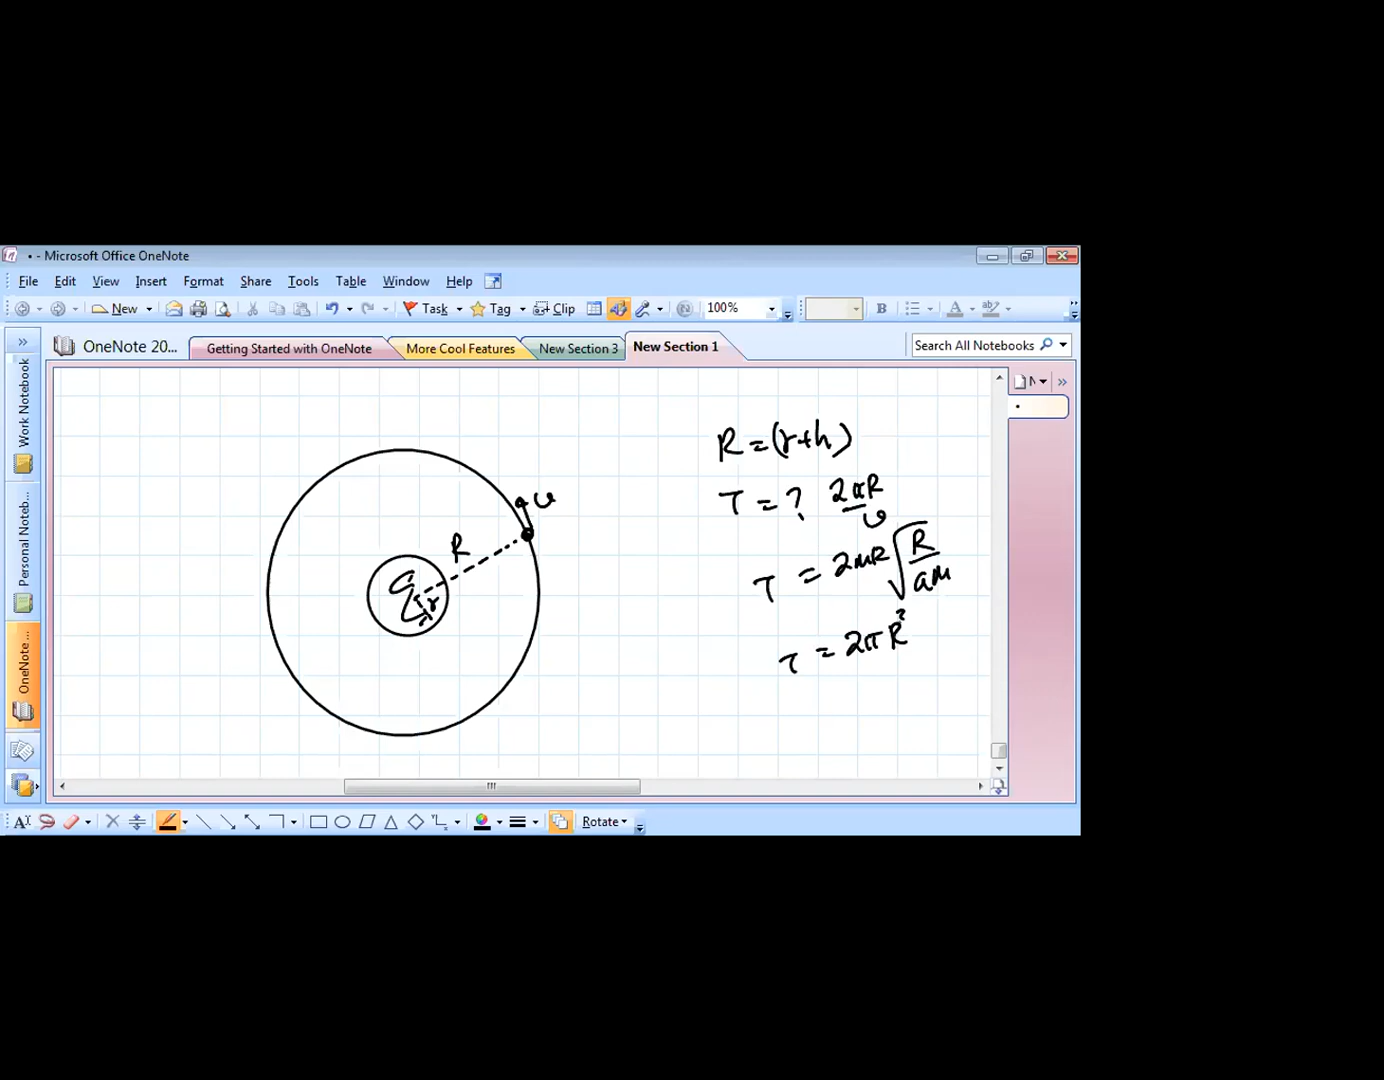 • - Microsoft Office OneNote
File Edit View Insert Format Share Tools Table Window Help
New Task Tag Clip 100% B A ab
OneNote 20... Getting Started with OneNote More Cool Features New Section 3 New Section 1 Search All Notebooks
Work Notebook
Personal Noteb...
OneNote...
N
R = (r+h)
T = ? 2πR / υ
T = 2πR √ R / GM
T = 2πR²
υ
R
r
Rotate